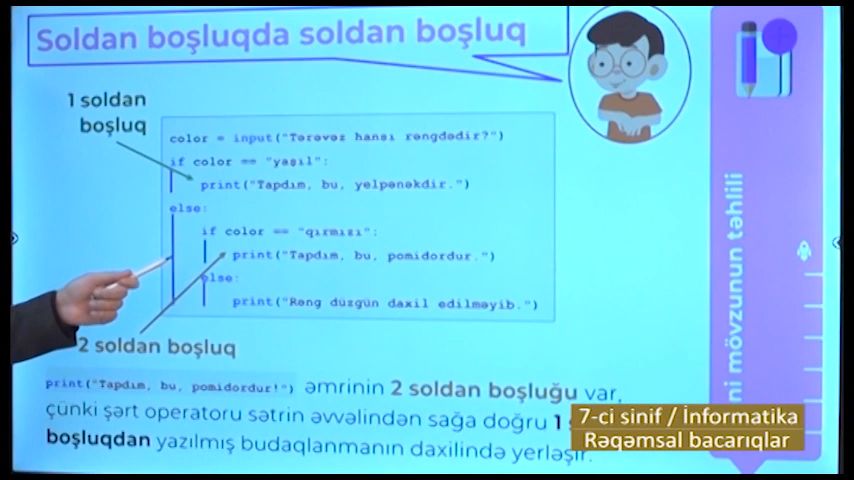 Soldan boşluqda soldan boşluq
1 soldan
boşluq
color = input("Tərəvəz hansı rəngdədir?")
if color == "yaşıl":
print("Tapdım, bu, yelpənəkdir.")
else:
if color == "qırmızı":
print("Tapdım, bu, pomidordur.")
else:
print("Rəng düzgün daxil edilməyib.")
2 soldan boşluq
print("Tapdım, bu, pomidordur!") əmrinin 2 soldan boşluğu var,
çünki şərt operatoru sətrin əvvəlindən sağa doğru 1
boşluqdan yazılmış budaqlanmanın daxilində yerləşir.
mövzunun təhlili
7-ci sinif / İnformatika
Rəqəmsal bacarıqlar